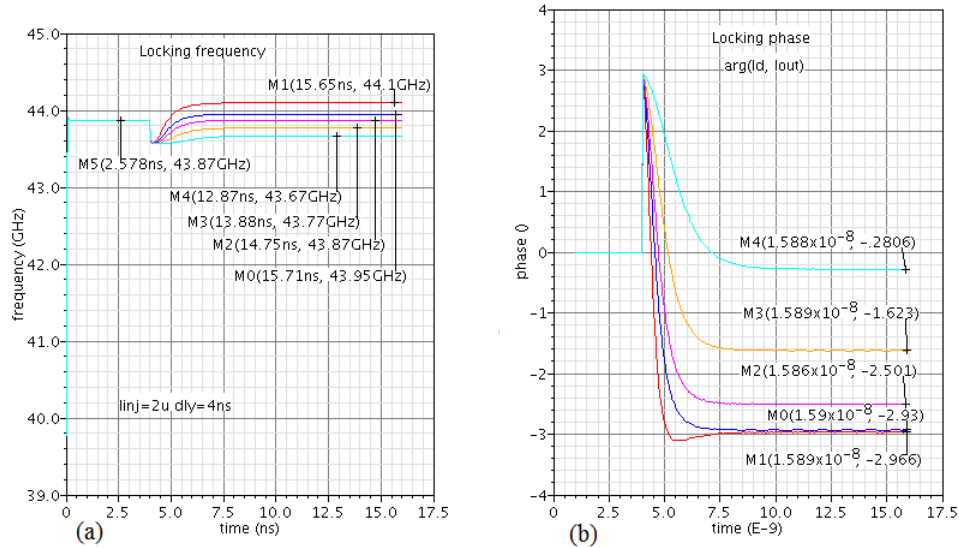 45.0
44.0
43.0
42.0
41.0
40.0
39.0
frequency (GHz)
Locking frequency
M1(15.65ns, 44.1GHz)
M5(2.578ns, 43.87GHz)
M4(12.87ns, 43.67GHz)
M3(13.88ns, 43.77GHz)
M2(14.75ns, 43.87GHz)
M0(15.71ns, 43.95GHz)
Iinj=2u dly=4ns
0 2.5 5.0 7.5 10.0 12.5 15.0 17.5
time (ns)
(a)
4
3
2
1
0
−1
−2
−3
−4
phase ()
Locking phase
arg(Id, Iout)
M4(1.588x10⁻⁸, −.2806)
M3(1.589x10⁻⁸, −1.623)
M2(1.586x10⁻⁸, −2.501)
M0(1.59x10⁻⁸, −2.93)
M1(1.589x10⁻⁸, −2.966)
0 2.5 5.0 7.5 10.0 12.5 15.0 17.5
time (E-9)
(b)